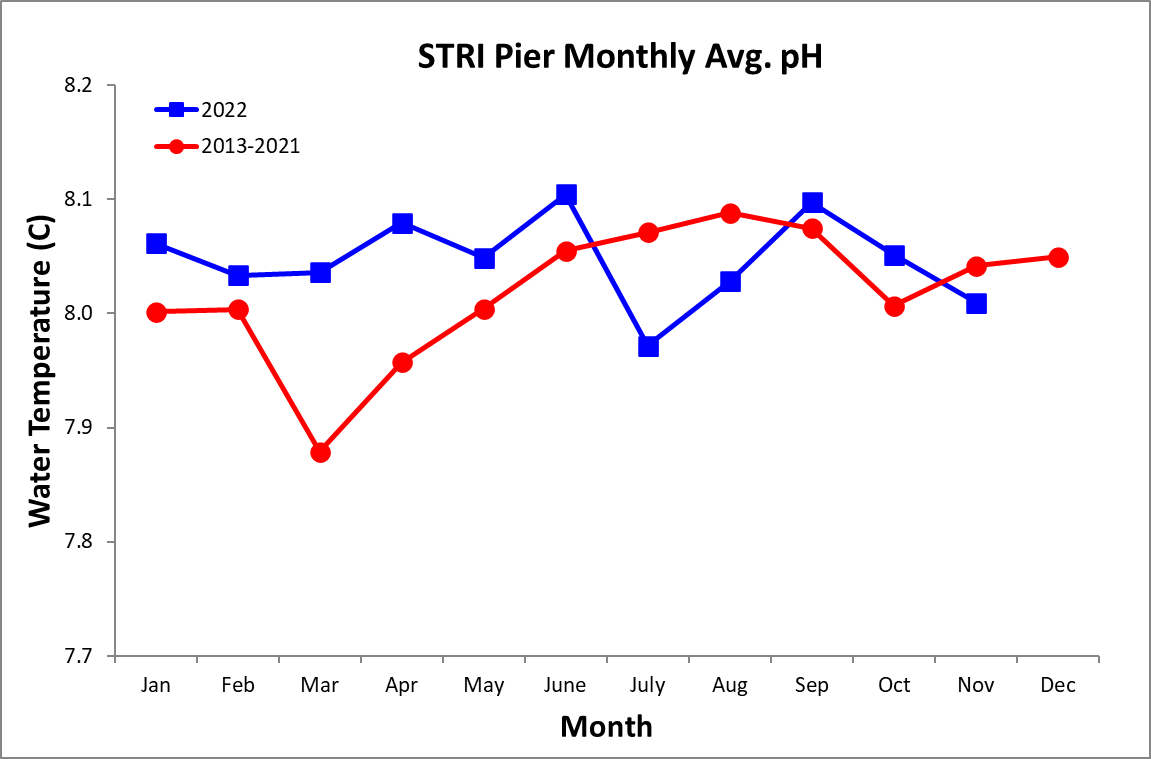 STRI Pier Monthly Avg. pH
2022
2013-2021
8.2
8.1
8.0
7.9
7.8
7.7
Water Temperature (C)
Jan Feb Mar Apr May June July Aug Sep Oct Nov Dec
Month